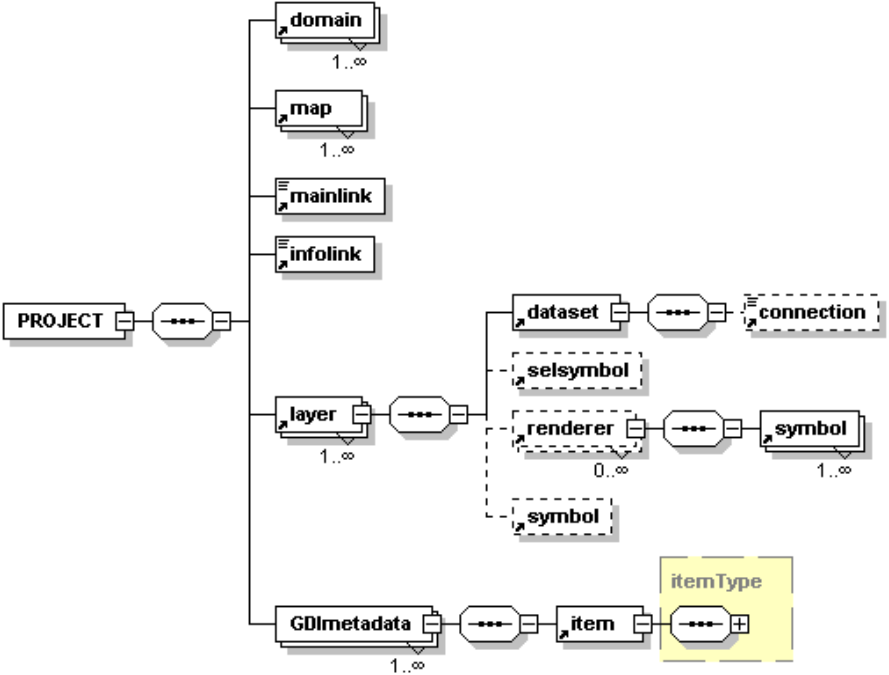 domain
1..∞
map
1..∞
mainlink
infolink
PROJECT
layer
1..∞
dataset
connection
selsymbol
renderer
0..∞
symbol
1..∞
symbol
GDImetadata
1..∞
item
itemType